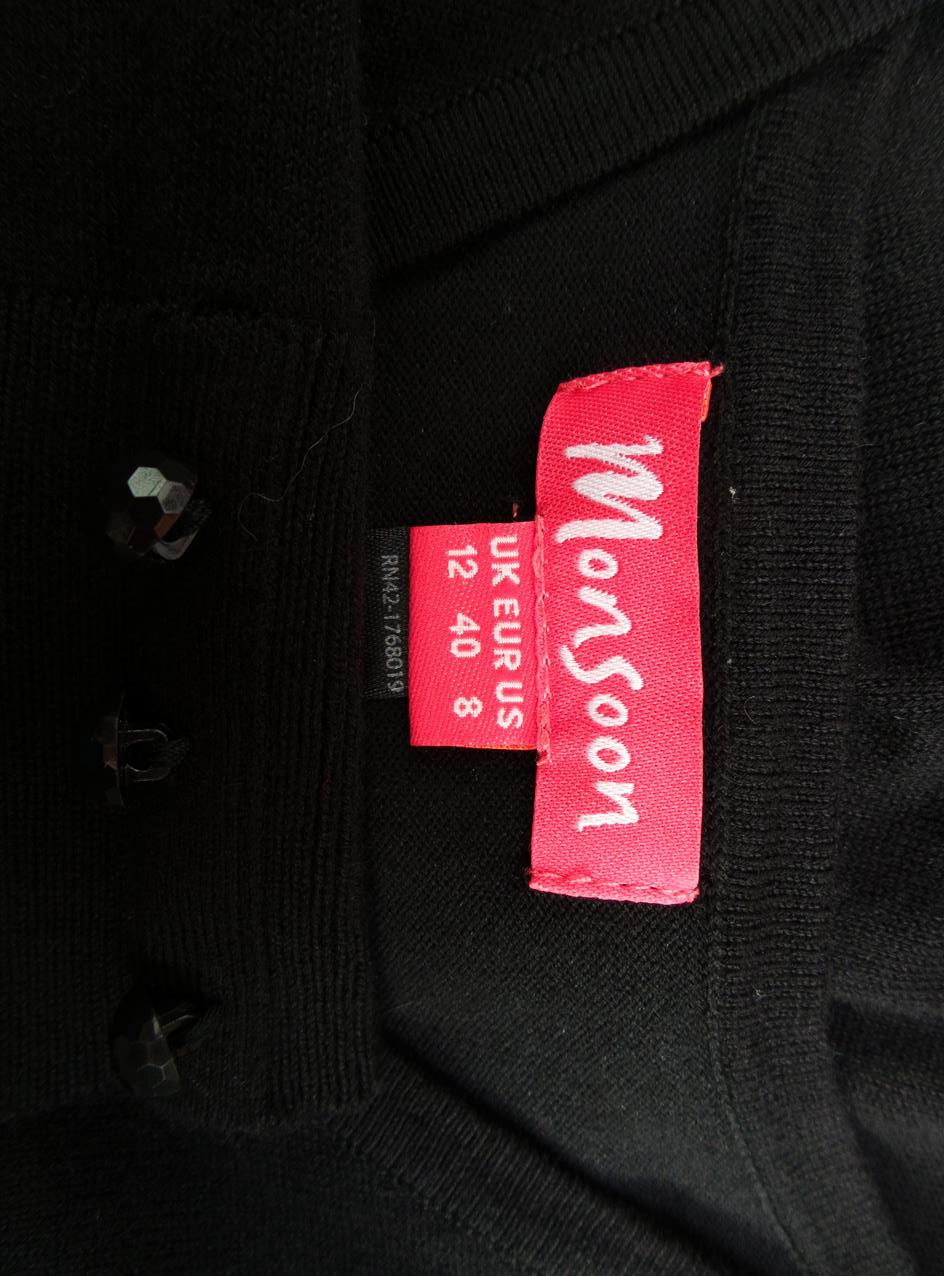 Monsoon
UK EUR US
12 40 8
RN42-1768019